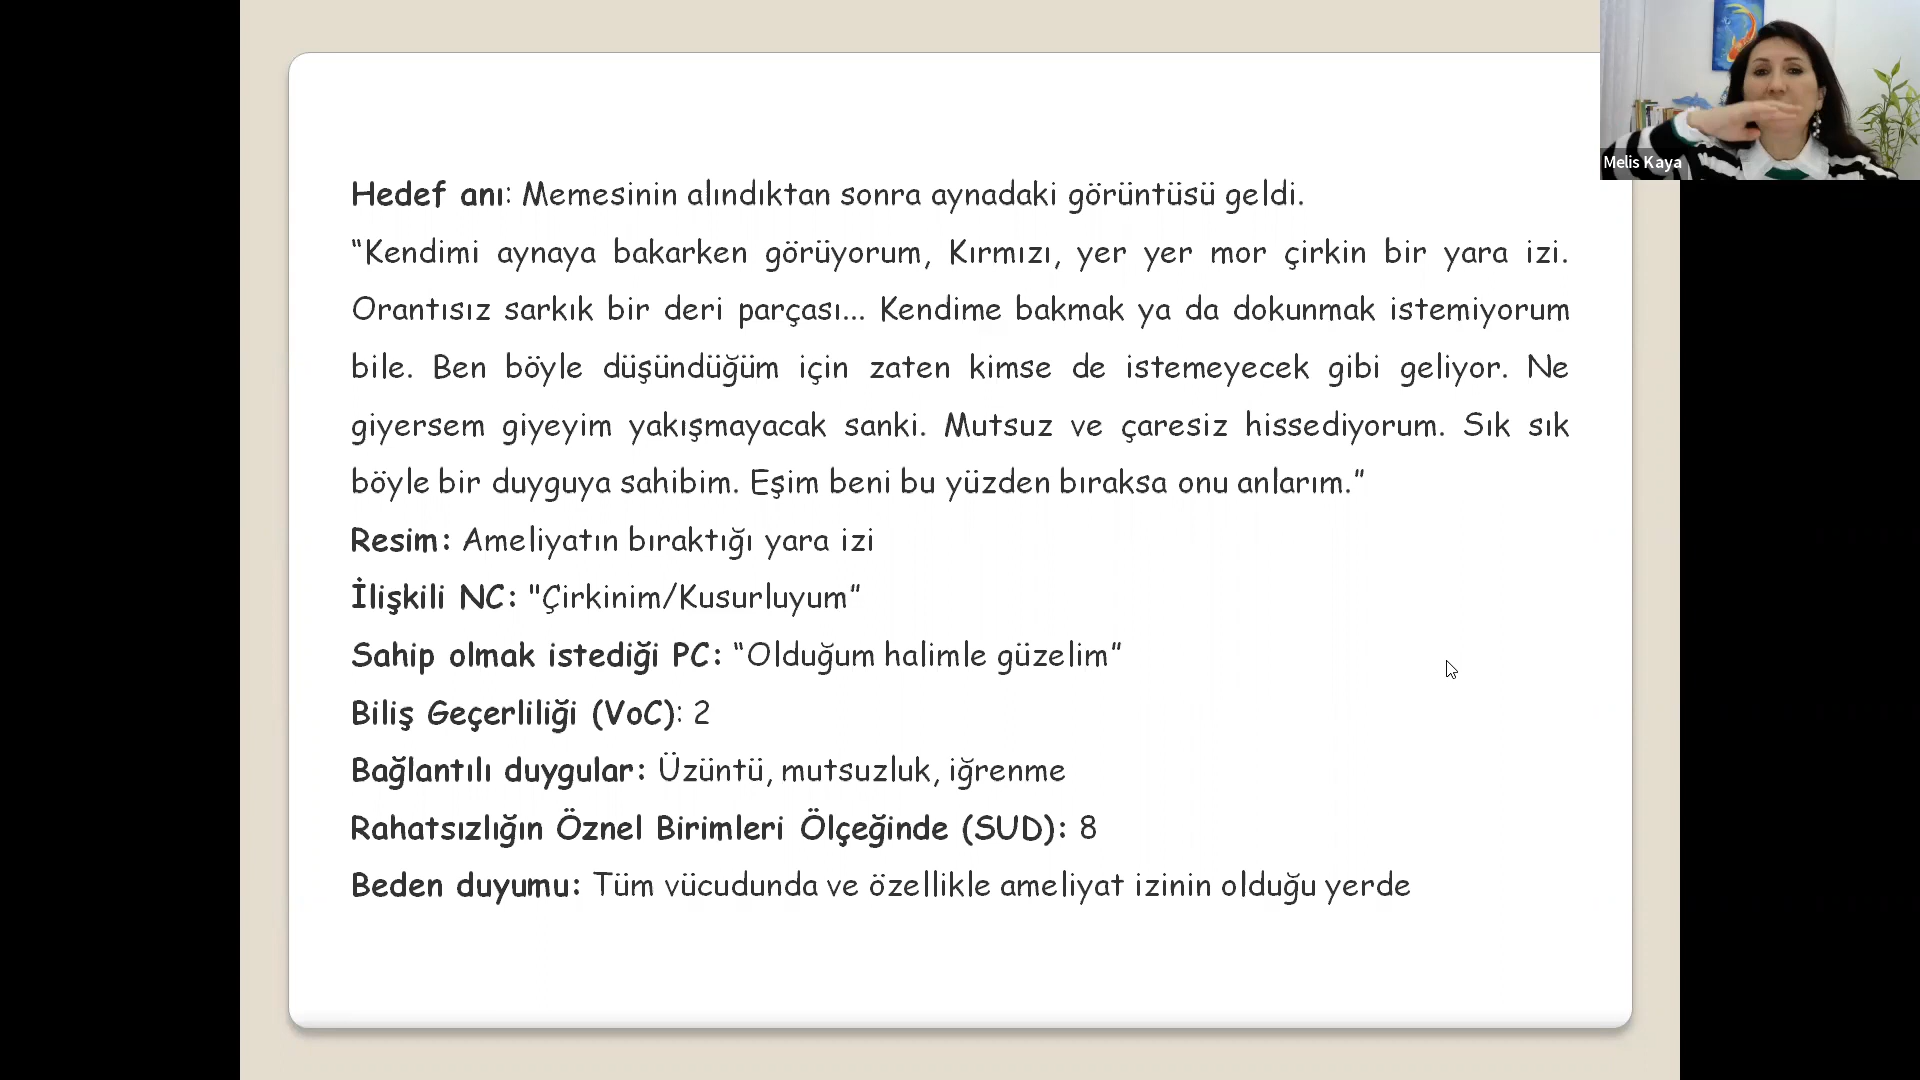 Melis Kaya
Hedef anı: Memesinin alındıktan sonra aynadaki görüntüsü geldi.
“Kendimi aynaya bakarken görüyorum, Kırmızı, yer yer mor çirkin bir yara izi.
Orantısız sarkık bir deri parçası... Kendime bakmak ya da dokunmak istemiyorum
bile. Ben böyle düşündüğüm için zaten kimse de istemeyecek gibi geliyor. Ne
giyersem giyeyim yakışmayacak sanki. Mutsuz ve çaresiz hissediyorum. Sık sık
böyle bir duyguya sahibim. Eşim beni bu yüzden bıraksa onu anlarım.”
Resim: Ameliyatın bıraktığı yara izi
İlişkili NC: "Çirkinim/Kusurluyum”
Sahip olmak istediği PC: “Olduğum halimle güzelim”
Biliş Geçerliliği (VoC): 2
Bağlantılı duygular: Üzüntü, mutsuzluk, iğrenme
Rahatsızlığın Öznel Birimleri Ölçeğinde (SUD): 8
Beden duyumu: Tüm vücudunda ve özellikle ameliyat izinin olduğu yerde